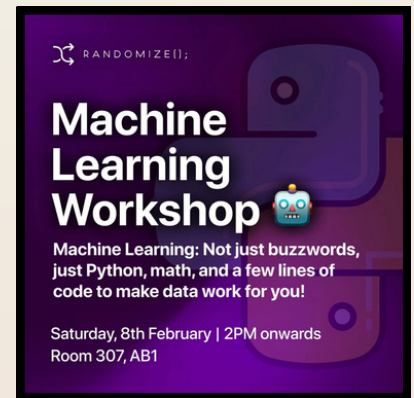 RANDOMIZE{};
Machine
Learning
Workshop 🤖
Machine Learning: Not just buzzwords,
just Python, math, and a few lines of
code to make data work for you!
Saturday, 8th February | 2PM onwards
Room 307, AB1